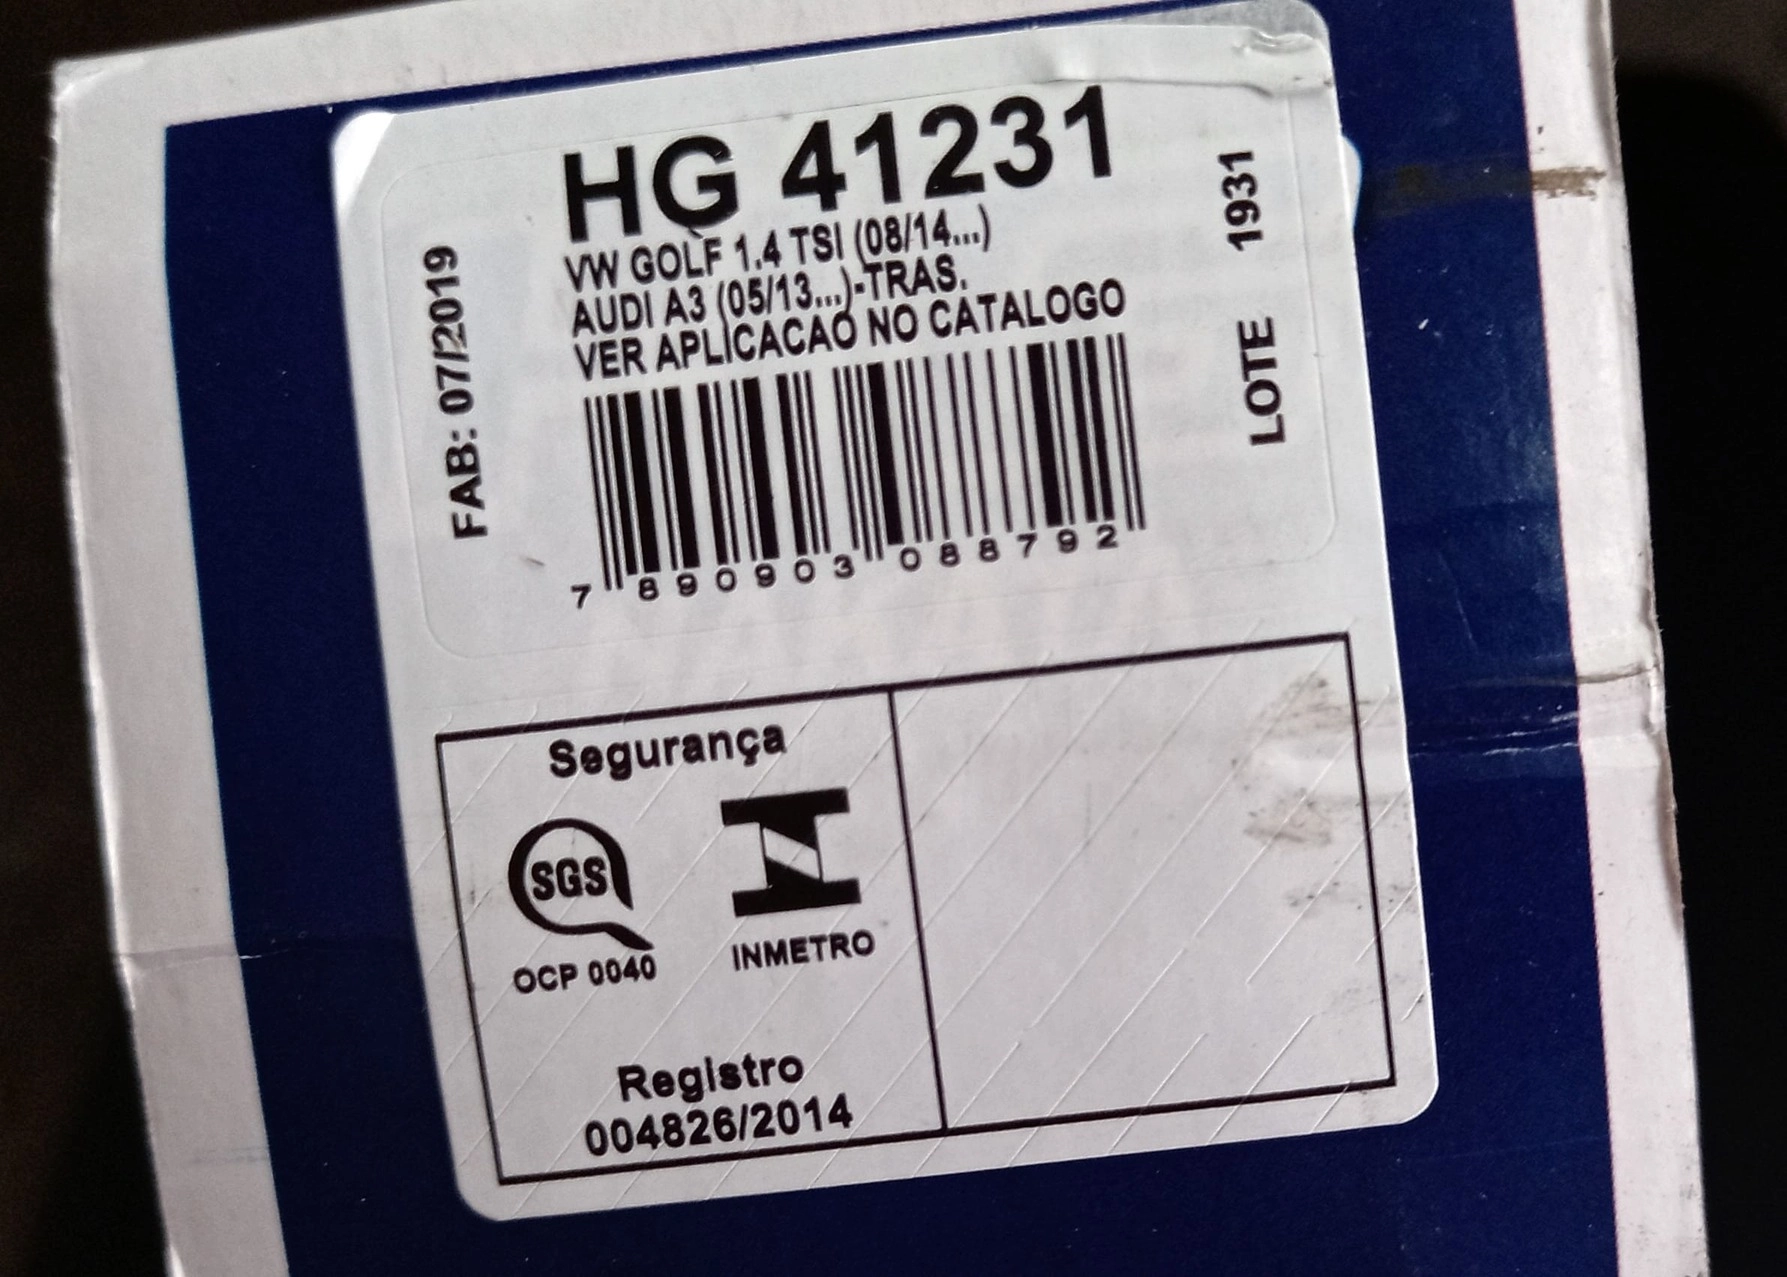 HG 41231
VW GOLF 1.4 TSI (08/14...)
AUDI A3 (05/13...)-TRAS.
VER APLICACAO NO CATALOGO
FAB: 07/2019
LOTE 1931
7 890903 088792
Segurança
SGS
OCP 0040
INMETRO
Registro
004826/2014